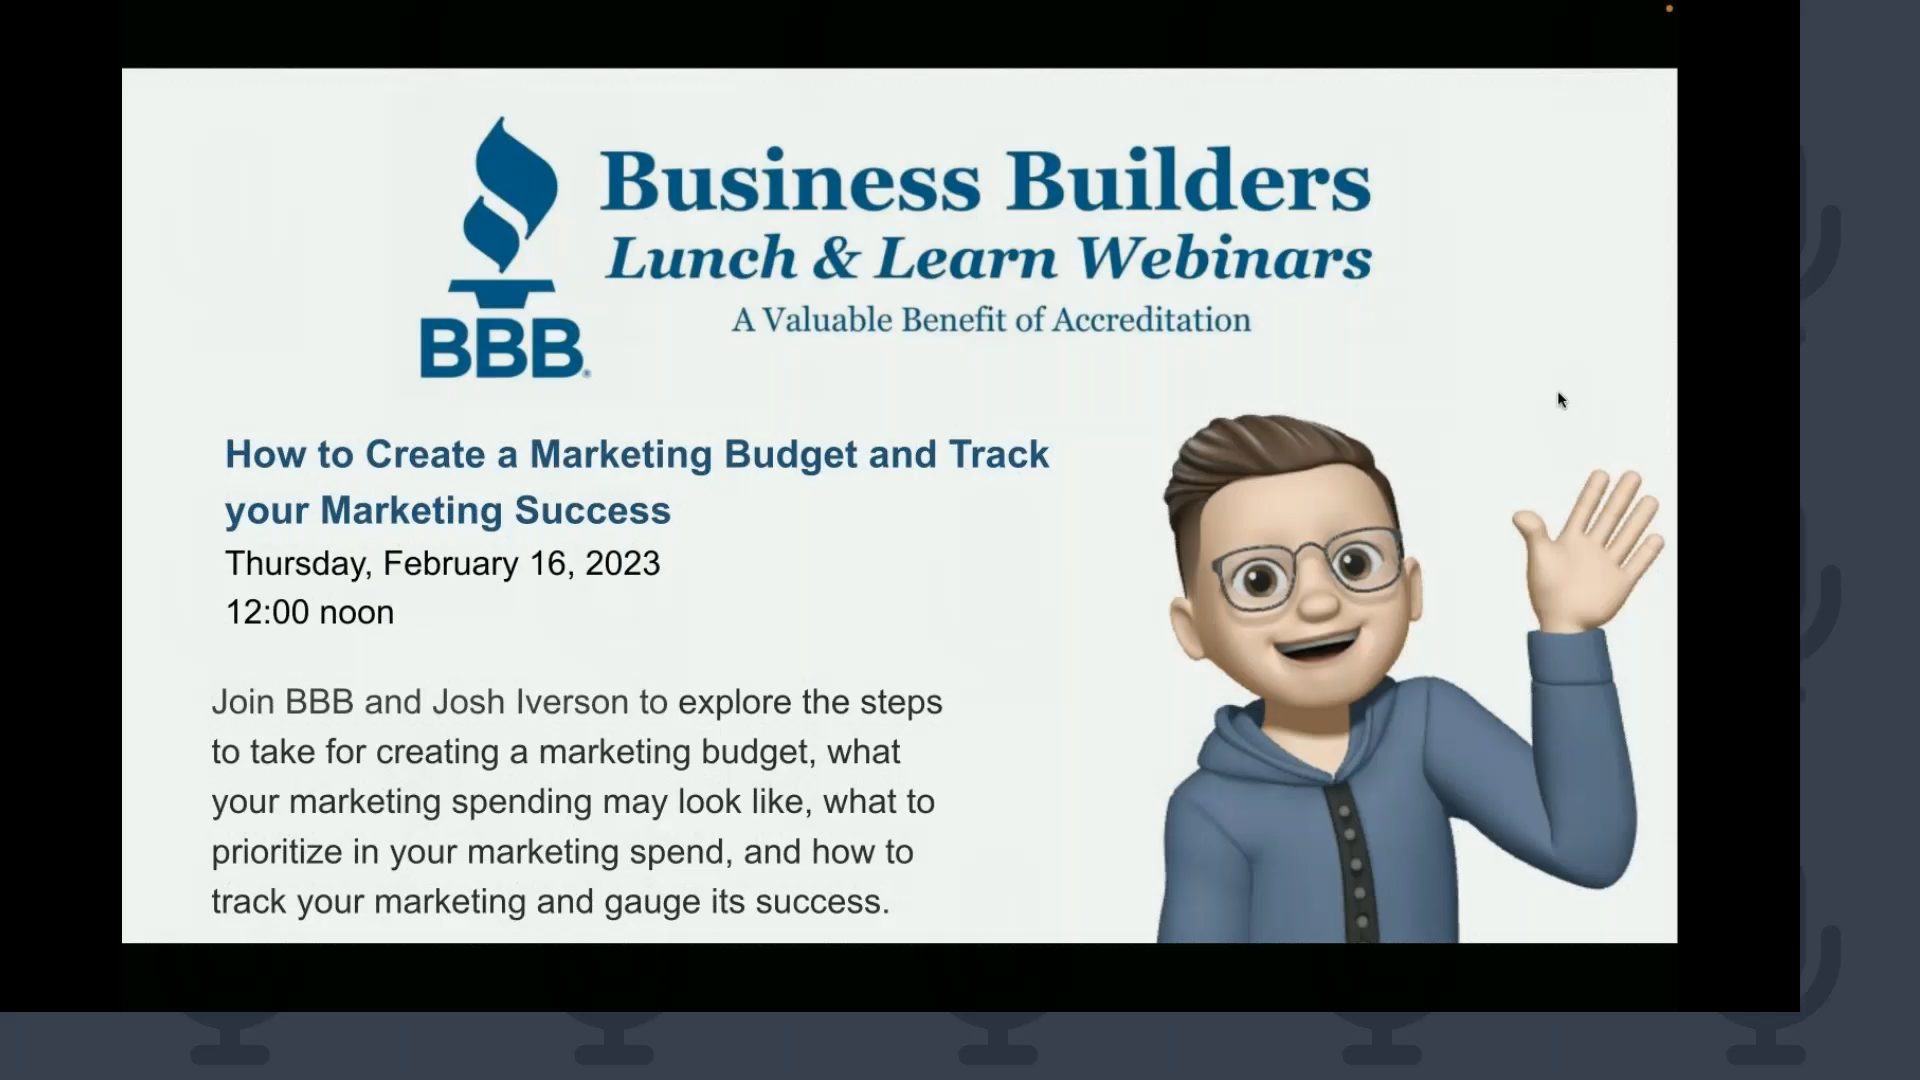 Business Builders
Lunch & Learn Webinars
A Valuable Benefit of Accreditation
BBB®
How to Create a Marketing Budget and Track
your Marketing Success
Thursday, February 16, 2023
12:00 noon
Join BBB and Josh Iverson to explore the steps
to take for creating a marketing budget, what
your marketing spending may look like, what to
prioritize in your marketing spend, and how to
track your marketing and gauge its success.